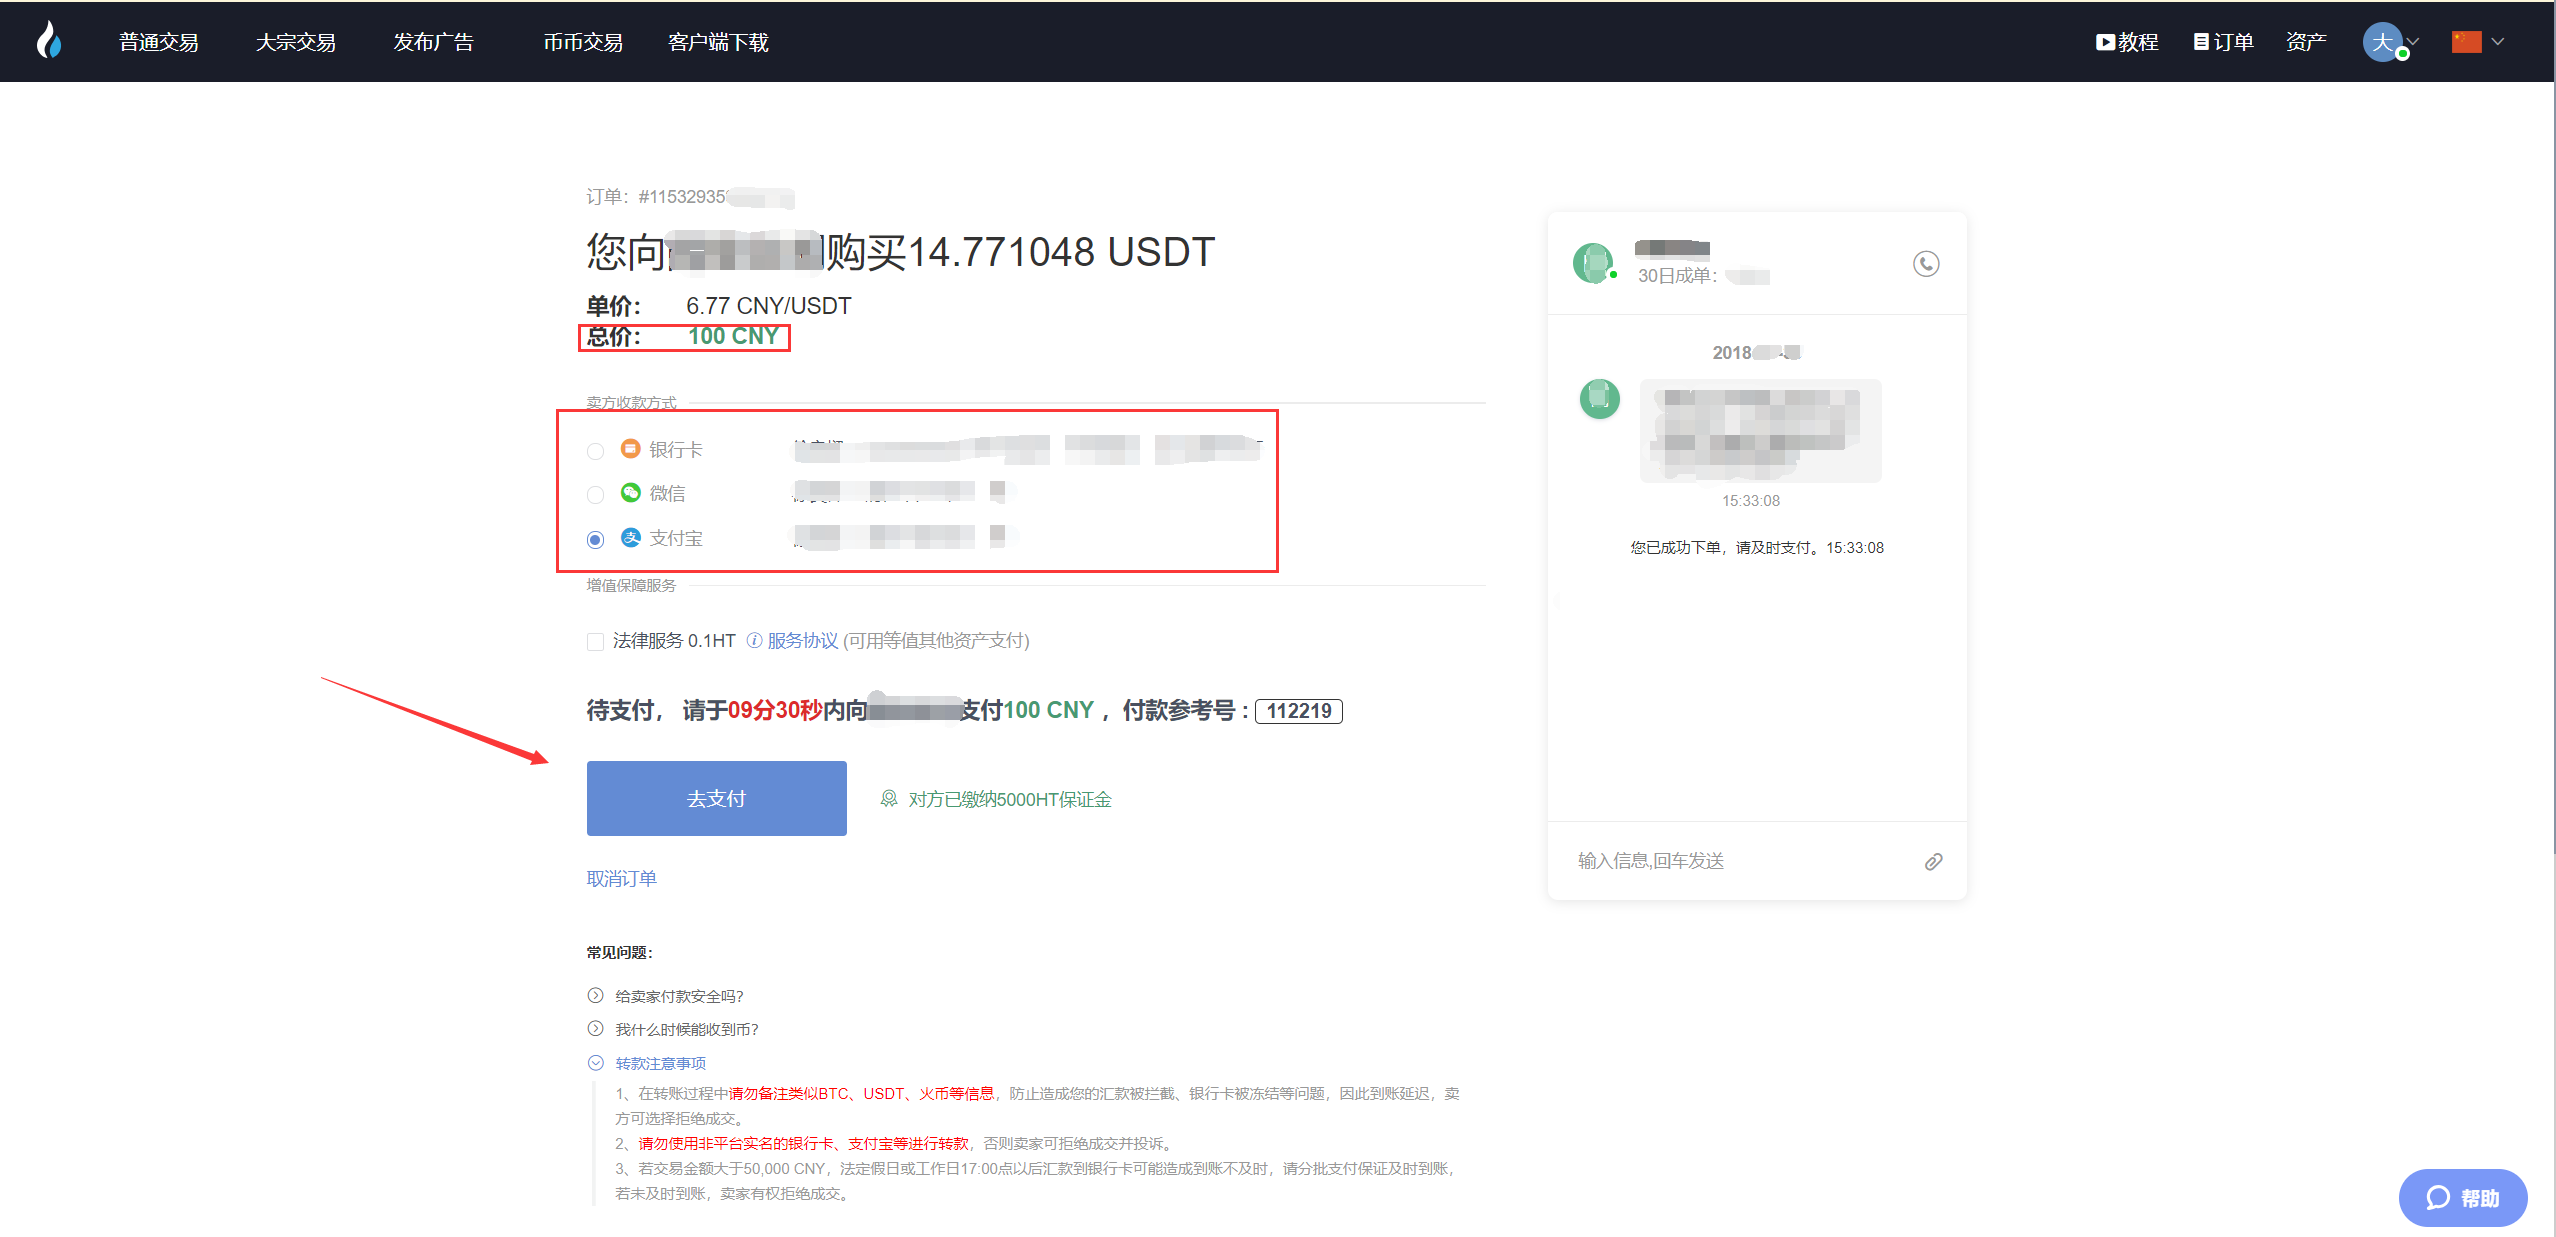 普通交易 大宗交易 发布广告 币币交易 客户端下载 教程 订单 资产 大
订单：#11532935
您向 购买14.771048 USDT
单价： 6.77 CNY/USDT
总价： 100 CNY
卖方收款方式
银行卡
微信
支付宝
增值保障服务
法律服务 0.1HT 服务协议 (可用等值其他资产支付)
待支付， 请于09分30秒内向 支付100 CNY ，付款参考号 : 112219
去支付 对方已缴纳5000HT保证金
取消订单
常见问题：
给卖家付款安全吗？
我什么时候能收到币？
转款注意事项
1、在转账过程中请勿备注类似BTC、USDT、火币等信息，防止造成您的汇款被拦截、银行卡被冻结等问题，因此到账延迟，卖
方可选择拒绝成交。
2、请勿使用非平台实名的银行卡、支付宝等进行转款，否则卖家可拒绝成交并投诉。
3、若交易金额大于50,000 CNY，法定假日或工作日17:00点以后汇款到银行卡可能造成到账不及时，请分批支付保证及时到账，
若未及时到账，卖家有权拒绝成交。
30日成单：
2018
15:33:08
您已成功下单，请及时支付。15:33:08
输入信息,回车发送
帮助